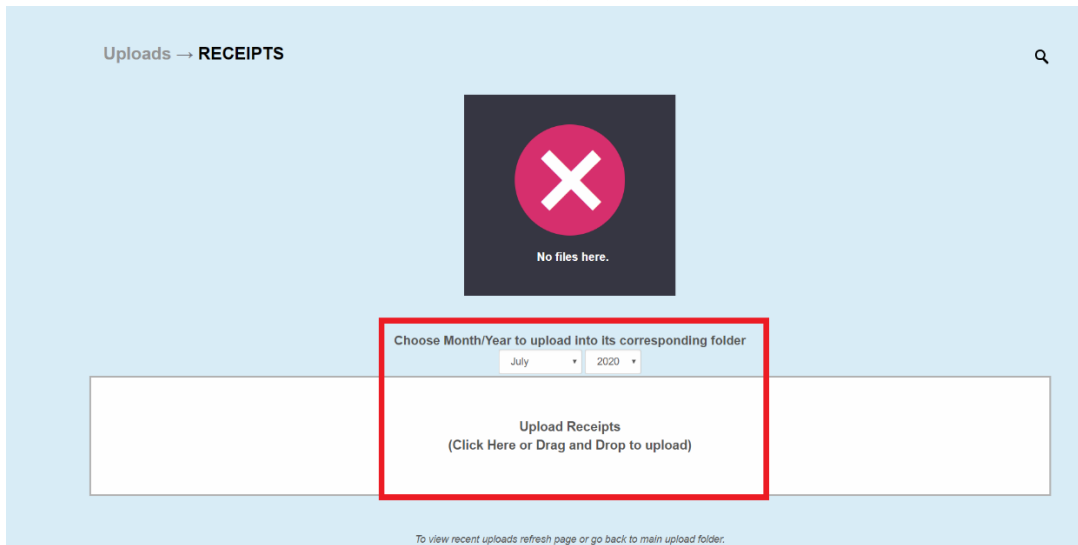 Uploads → RECEIPTS
No files here.
Choose Month/Year to upload into its corresponding folder
July 2020
Upload Receipts
(Click Here or Drag and Drop to upload)
To view recent uploads refresh page or go back to main upload folder.